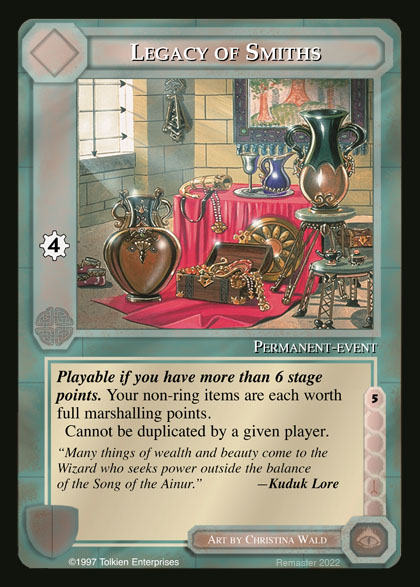 Legacy of Smiths
4
Permanent-event
Playable if you have more than 6 stage
points. Your non-ring items are each worth
full marshalling points.
Cannot be duplicated by a given player.
5
“Many things of wealth and beauty come to the
Wizard who seeks power outside the balance
of the Song of the Ainur.” —Kuduk Lore
Art by Christina Wald
©1997 Tolkien Enterprises
Remaster 2022